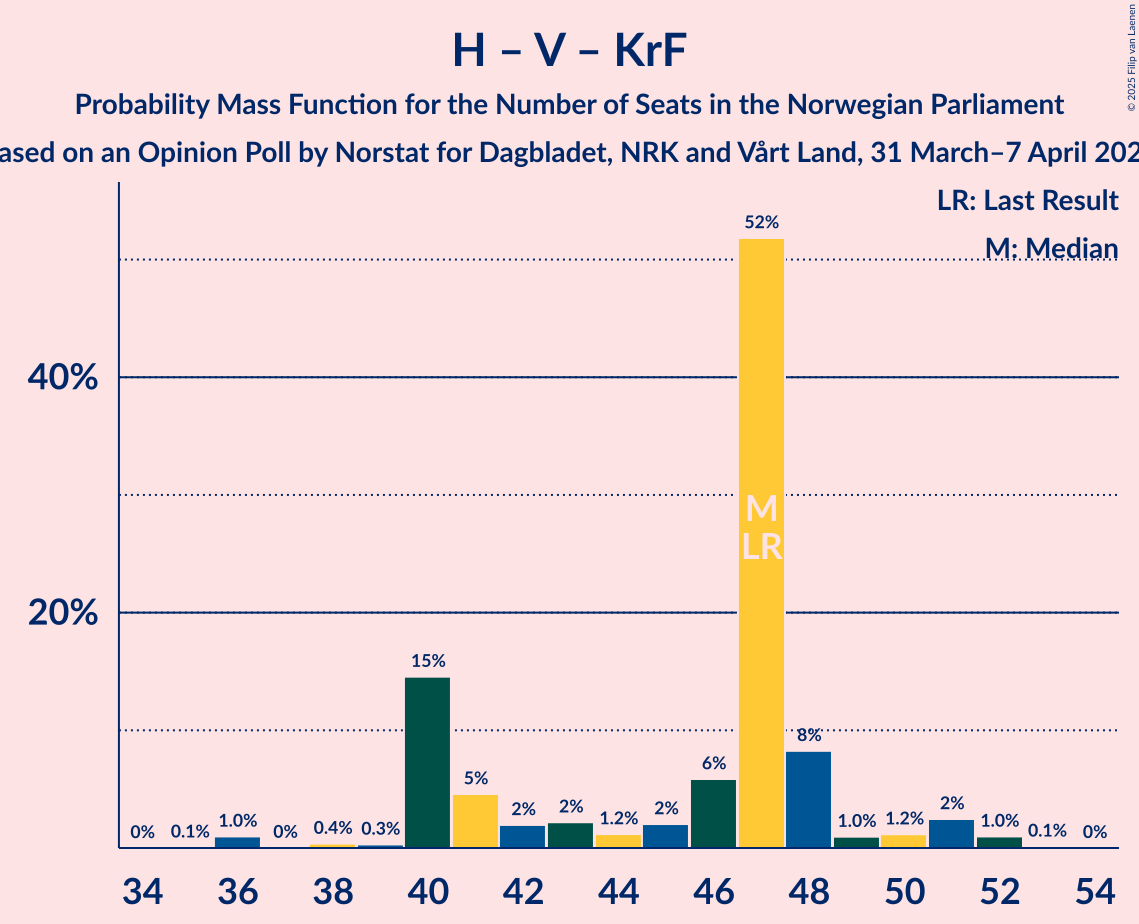 H – V – KrF
Probability Mass Function for the Number of Seats in the Norwegian Parliament
ased on an Opinion Poll by Norstat for Dagbladet, NRK and Vårt Land, 31 March–7 April 202
© 2025 Filip van Laenen
LR: Last Result
M: Median
40%
20%
0%
0.1%
1.0%
0%
0.4%
0.3%
15%
5%
2%
2%
1.2%
2%
6%
52%
8%
1.0%
1.2%
2%
1.0%
0.1%
0%
M
LR
34 36 38 40 42 44 46 48 50 52 54